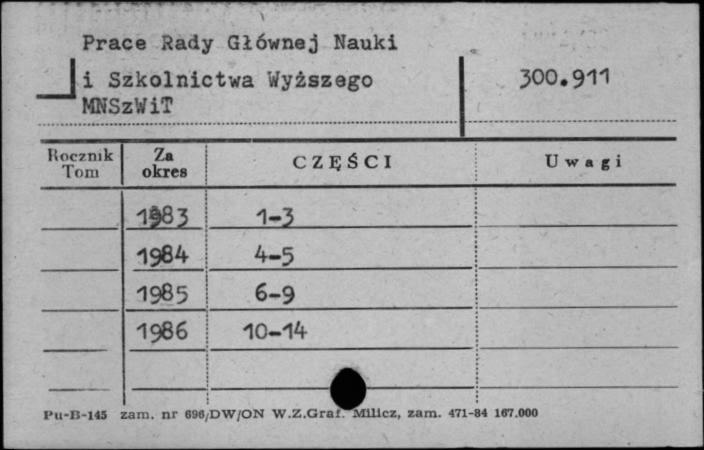 Prace Rady Głównej Nauki
i Szkolnictwa Wyższego
MNSzWiT
300.911
Rocznik Tom Za okres CZĘŚCI Uwagi
1983 1-3
1984 4-5
1985 6-9
1986 10-14
Pu-B-145 zam. nr 696/DW/ON W.Z.Graf. Milicz, zam. 471-84 167.000